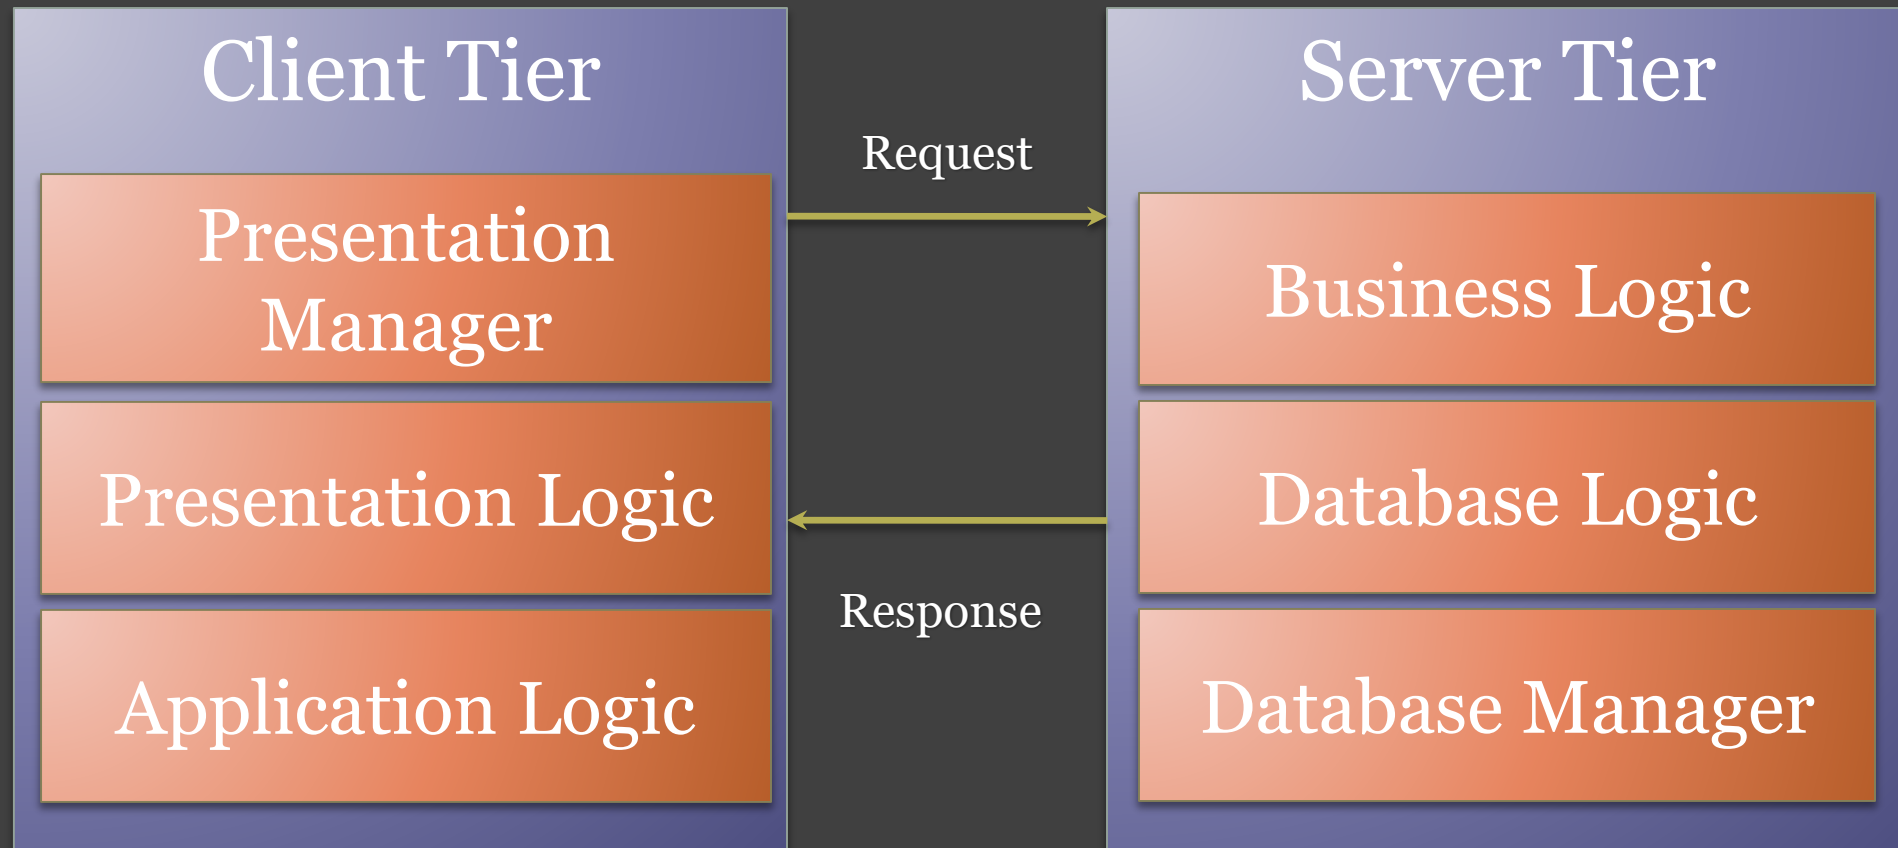 Client Tier
Presentation
Manager
Presentation Logic
Application Logic
Request
Response
Server Tier
Business Logic
Database Logic
Database Manager